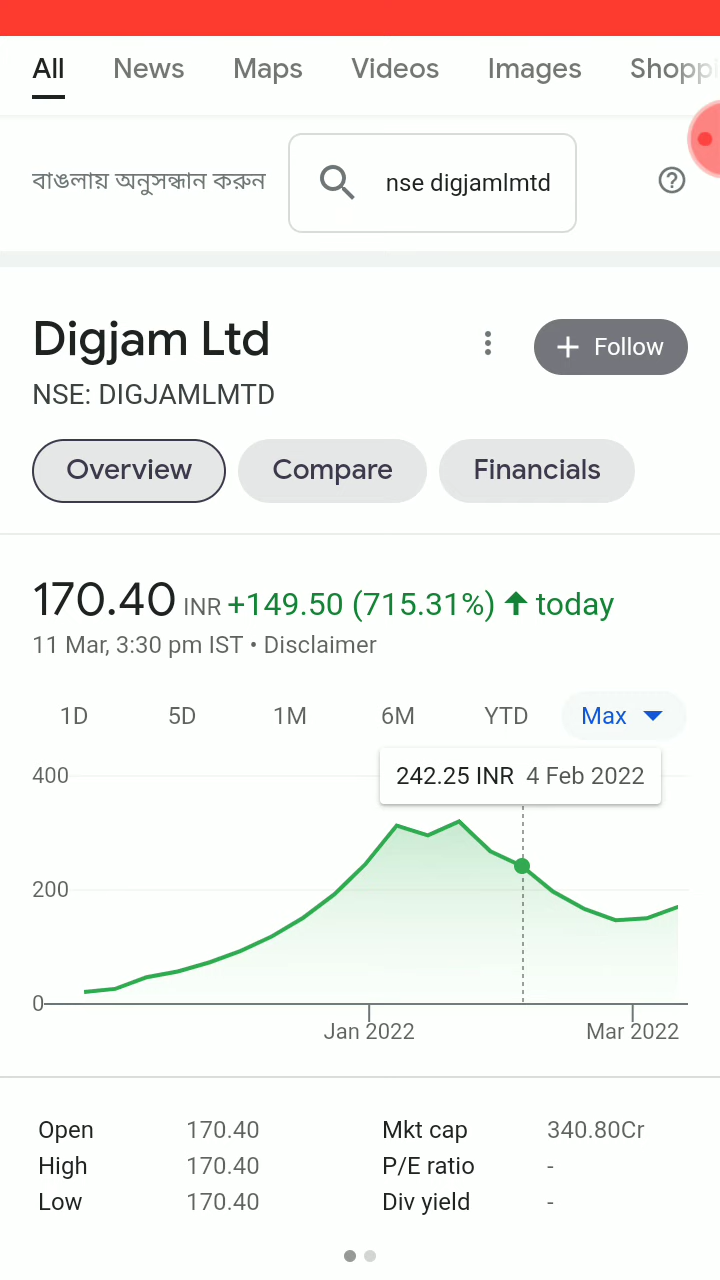 All News Maps Videos Images Shoppi
বাঙলায় অনুসন্ধান করুন nse digjamlmtd ?
Digjam Ltd
+ Follow
NSE: DIGJAMLMTD
Overview Compare Financials
170.40 INR +149.50 (715.31%) ↑ today
11 Mar, 3:30 pm IST • Disclaimer
1D 5D 1M 6M YTD Max
242.25 INR 4 Feb 2022
400
200
0
Jan 2022 Mar 2022
Open 170.40 Mkt cap 340.80Cr
High 170.40 P/E ratio -
Low 170.40 Div yield -